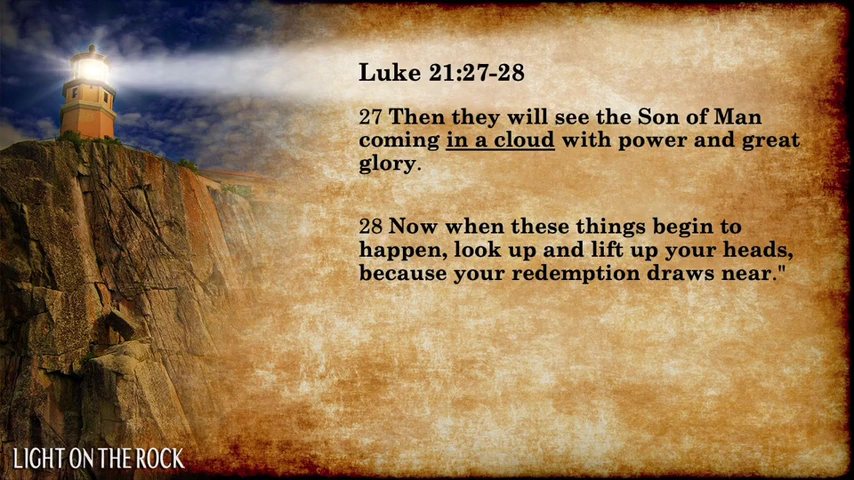 Luke 21:27-28
27 Then they will see the Son of Man
coming in a cloud with power and great
glory.
28 Now when these things begin to
happen, look up and lift up your heads,
because your redemption draws near."
LIGHT ON THE ROCK